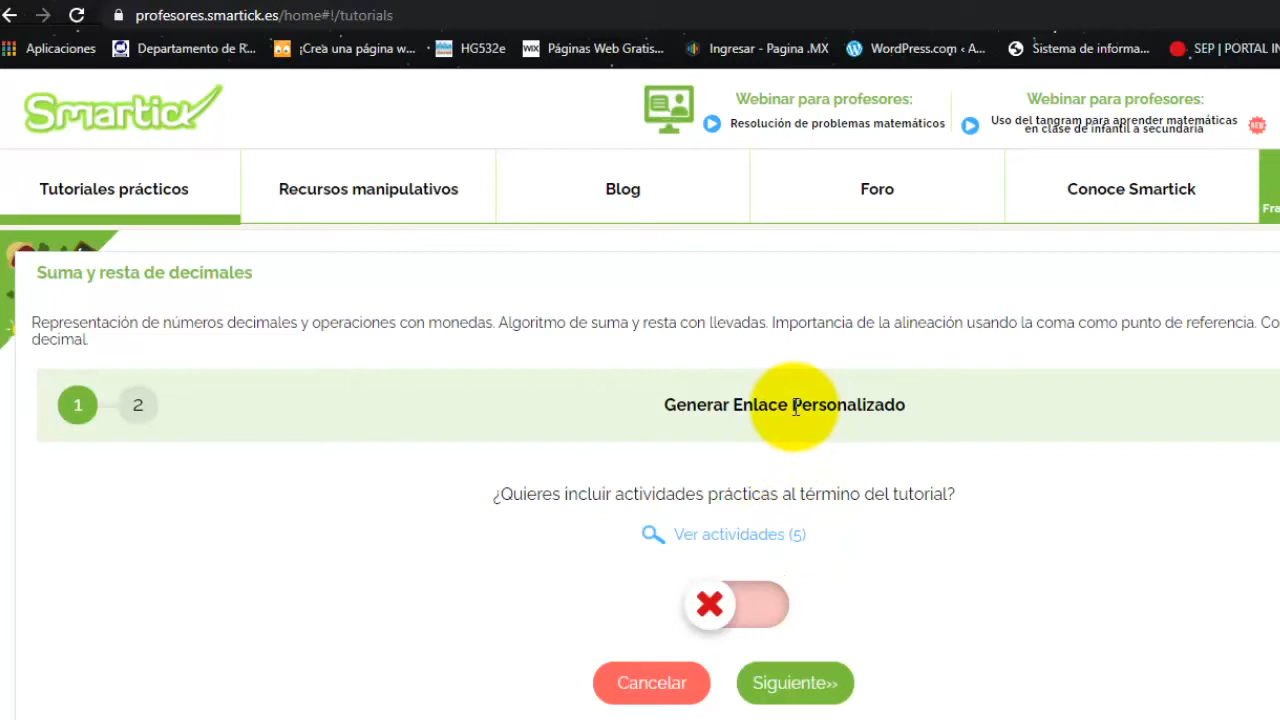 profesores.smartick.es/home#!/tutorials
Aplicaciones Departamento de R... ¡Crea una página w... HG532e WIX Páginas Web Gratis... Ingresar - Pagina .MX WordPress.com ‹ A... Sistema de informa... SEP | PORTAL IN
Smartick
Webinar para profesores:
Resolución de problemas matemáticos
Webinar para profesores:
Uso del tangram para aprender matemáticas
en clase de infantil a secundaria
NEW
Tutoriales prácticos Recursos manipulativos Blog Foro Conoce Smartick
Fra
Suma y resta de decimales
Representación de números decimales y operaciones con monedas. Algoritmo de suma y resta con llevadas. Importancia de la alineación usando la coma como punto de referencia. Co
decimal.
1 2 Generar Enlace Personalizado
¿Quieres incluir actividades prácticas al término del tutorial?
Ver actividades (5)
Cancelar Siguiente»